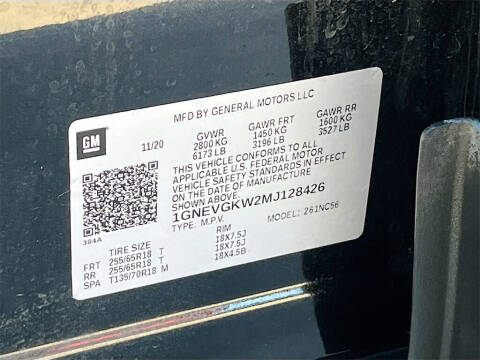 MFD BY GENERAL MOTORS LLC
GM
11/20
GVWR GAWR FRT GAWR RR
2800 KG 1450 KG 1600 KG
6173 LB 3196 LB 3527 LB
THIS VEHICLE CONFORMS TO ALL
APPLICABLE U.S. FEDERAL MOTOR
VEHICLE SAFETY STANDARDS IN EFFECT
ON THE DATE OF MANUFACTURE
SHOWN ABOVE.
1GNEVGKW2MJ128426
384A
TYPE: M.P.V. MODEL: 261NC56
TIRE SIZE RIM
FRT 255/65R18 T 18X7.5J
RR 255/65R18 T 18X7.5J
SPA T135/70R18 M 18X4.5B